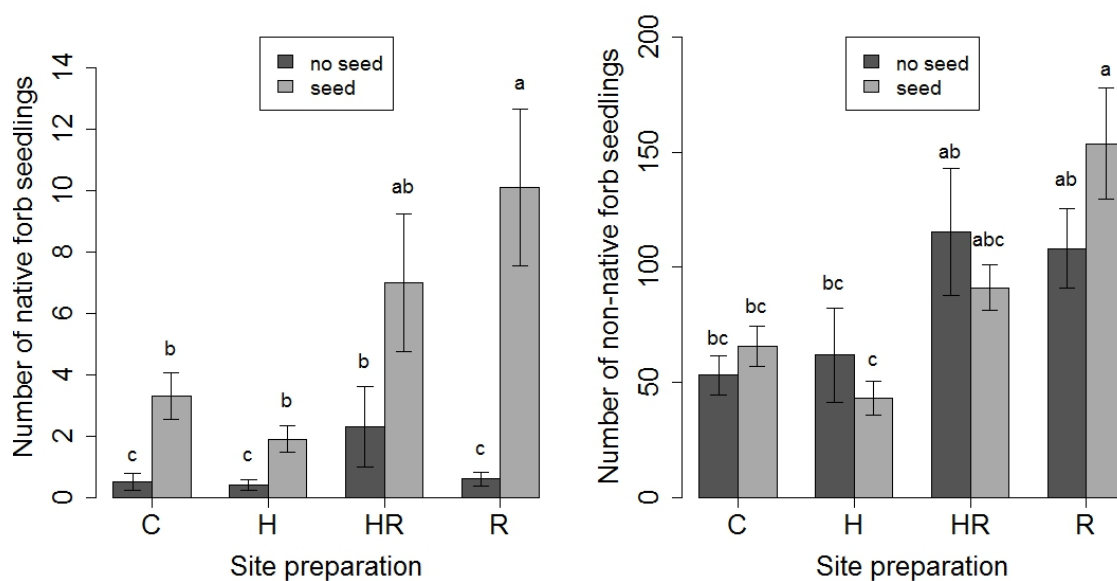 Number of native forb seedlings
14
12
10
8
6
4
2
0
no seed
seed
c
b
c
b
b
ab
c
a
C
H
HR
R
Site preparation
Number of non-native forb seedlings
200
150
100
50
0
no seed
seed
bc
bc
bc
c
ab
abc
ab
a
C
H
HR
R
Site preparation